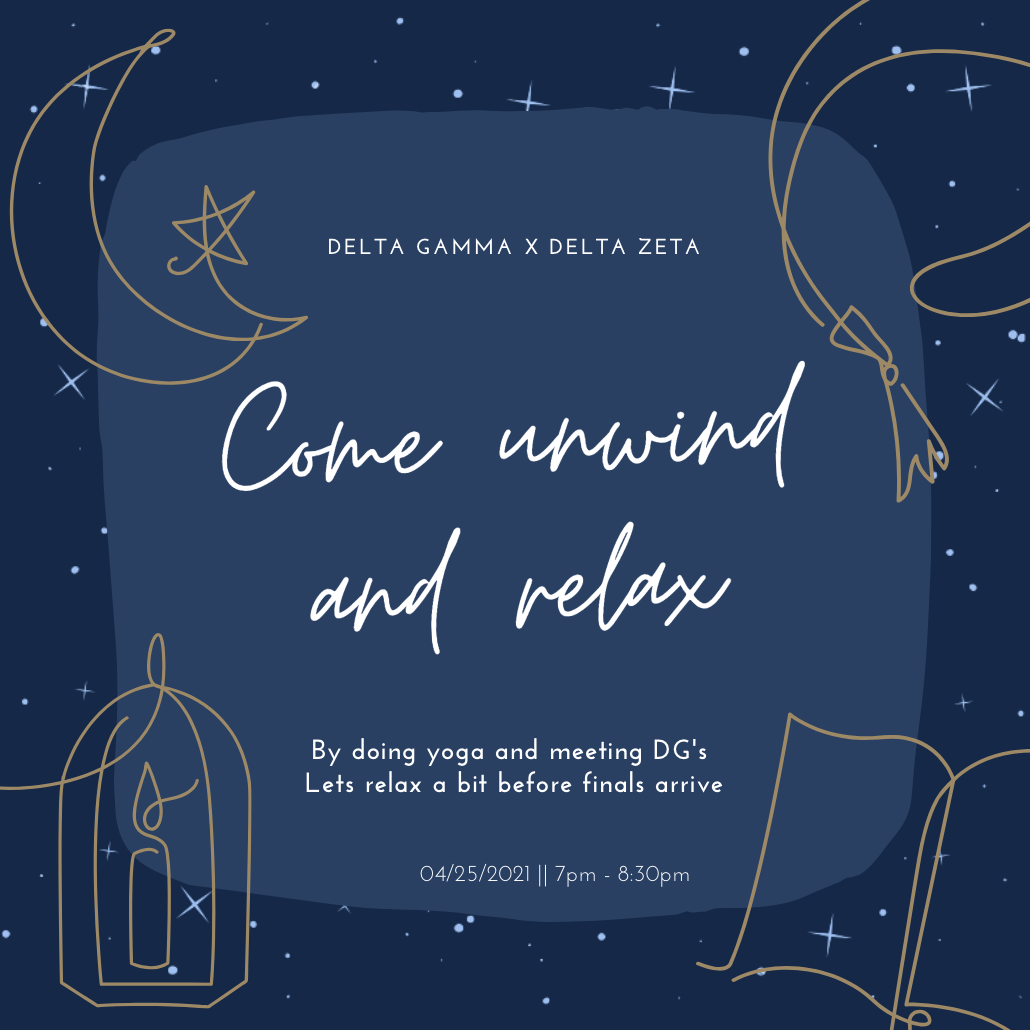 DELTA GAMMA X DELTA ZETA
Come unwind
and relax
By doing yoga and meeting DG's
Lets relax a bit before finals arrive
04/25/2021 || 7pm - 8:30pm